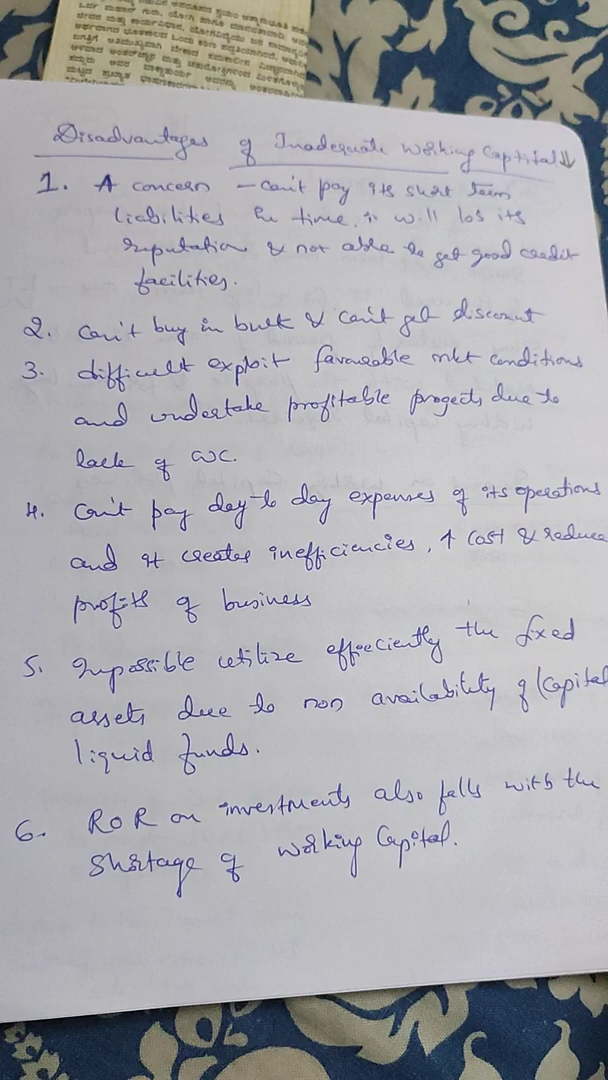 Disadvantages of Inadequate Working Captital ⇓
1. A concern - can't pay its short term
liabilities in time, it will los its
reputation & not able to get good credit
facilities.
2. can't buy in bulk & can't get discount
3. difficult exploit favourable mkt conditions
and undertake profitable progects due to
lack of WC.
4. can't pay day to day expenses of its operations
and it creates inefficiencies, ↑ cost & reduce
profits of business
5. Impossible utilize effeciently the fixed
assets due to non availability of (capital
liquid funds.
6. ROR on investments also falls with the
shortage of working Capital.